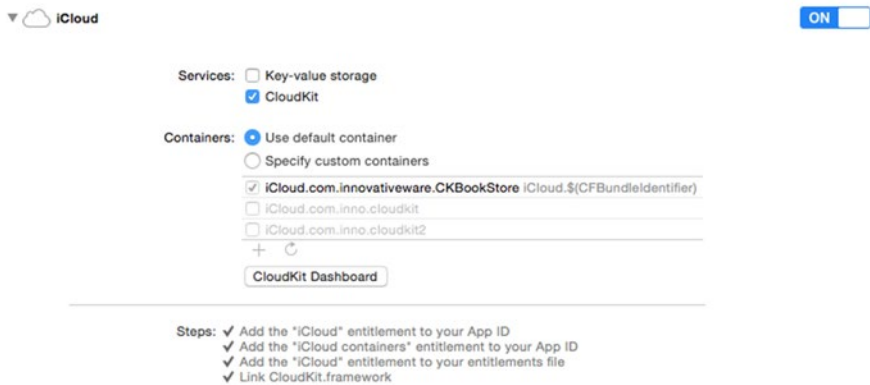 iCloud
ON
Services: Key-value storage
CloudKit
Containers: Use default container
Specify custom containers
iCloud.com.innovativeware.CKBookStore iCloud.$(CFBundleIdentifier)
iCloud.com.inno.cloudkit
iCloud.com.inno.cloudkit2
CloudKit Dashboard
Steps: ✓ Add the "iCloud" entitlement to your App ID
✓ Add the "iCloud containers" entitlement to your App ID
✓ Add the "iCloud" entitlement to your entitlements file
✓ Link CloudKit.framework